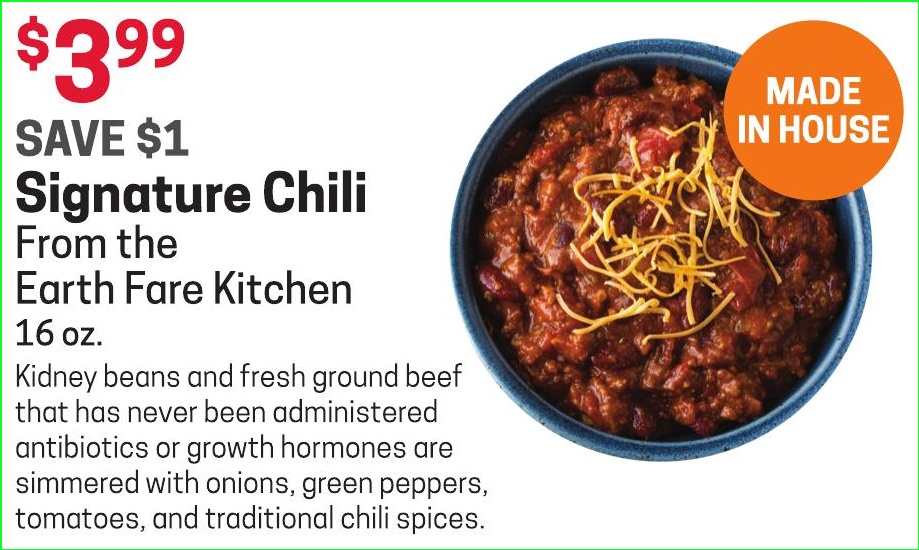 $3.99
SAVE $1
Signature Chili
From the
Earth Fare Kitchen
16 oz.
Kidney beans and fresh ground beef
that has never been administered
antibiotics or growth hormones are
simmered with onions, green peppers,
tomatoes, and traditional chili spices.
MADE
IN HOUSE